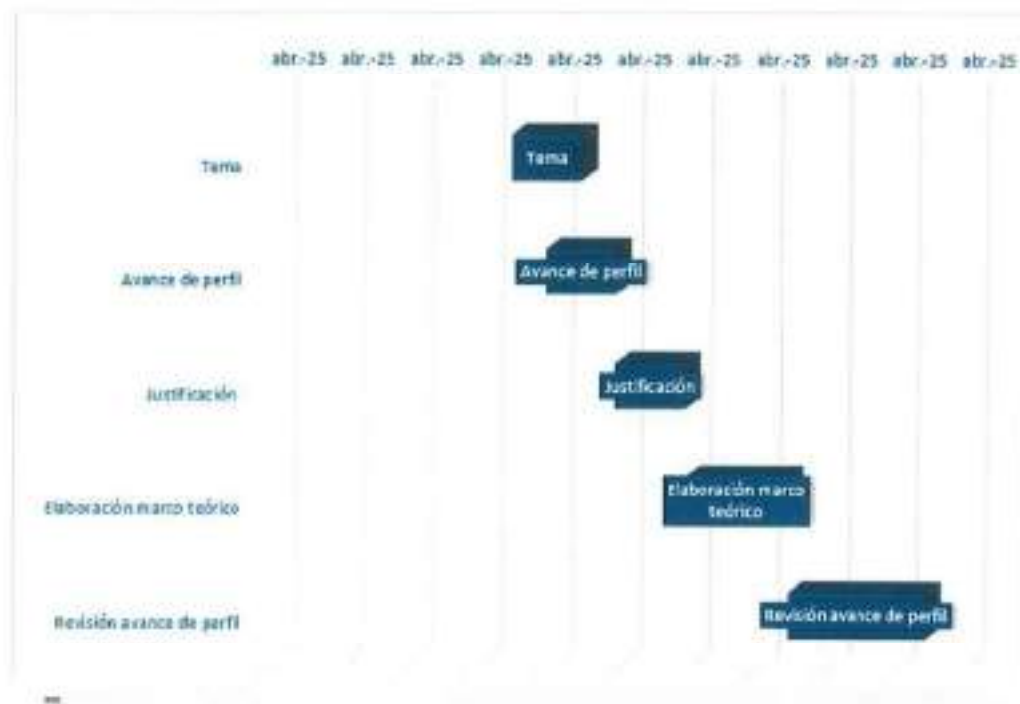 abr.-25 abr.-25 abr.-25 abr.-25 abr.-25 abr.-25 abr.-25 abr.-25 abr.-25 abr.-25 abr.-25
Tema
Tema
Avance de perfil
Avance de perfil
Justificación
Justificación
Elaboración marco teórico
Elaboración marco
teórico
Revisión avance de perfil
Revisión avance de perfil